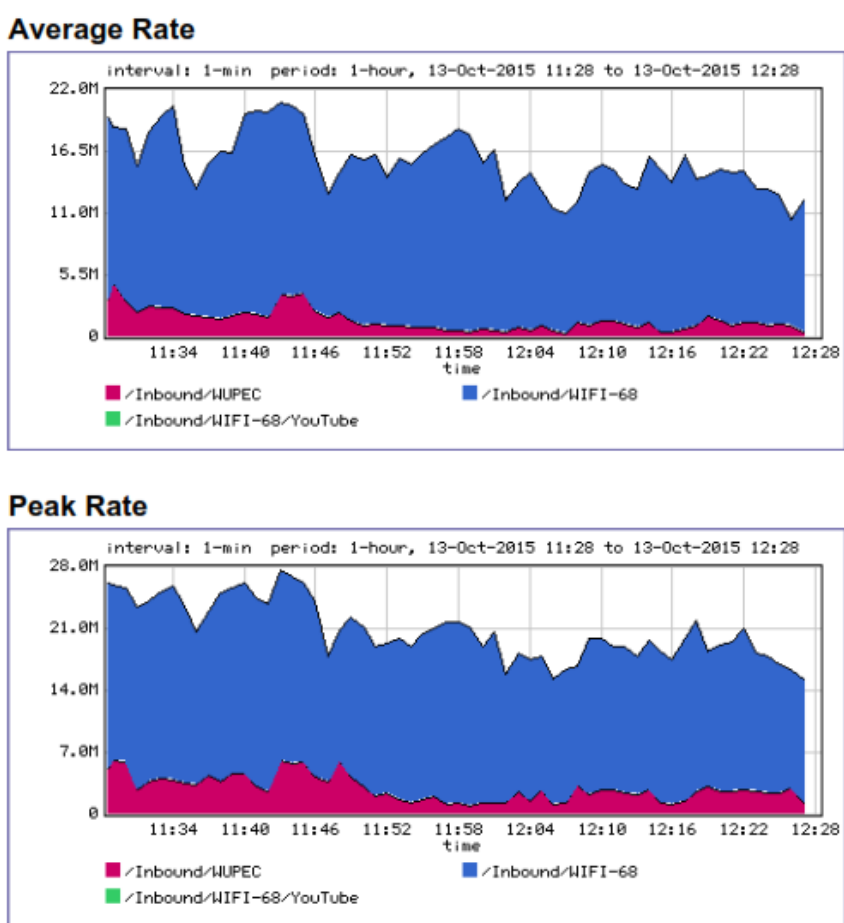 Average Rate
interval: 1-min  period: 1-hour, 13-Oct-2015 11:28 to 13-Oct-2015 12:28
22.0M
16.5M
11.0M
5.5M
0
11:34 11:40 11:46 11:52 11:58 12:04 12:10 12:16 12:22 12:28
time
/Inbound/WUPEC /Inbound/WIFI-68
/Inbound/WIFI-68/YouTube
Peak Rate
interval: 1-min  period: 1-hour, 13-Oct-2015 11:28 to 13-Oct-2015 12:28
28.0M
21.0M
14.0M
7.0M
0
11:34 11:40 11:46 11:52 11:58 12:04 12:10 12:16 12:22 12:28
time
/Inbound/WUPEC /Inbound/WIFI-68
/Inbound/WIFI-68/YouTube